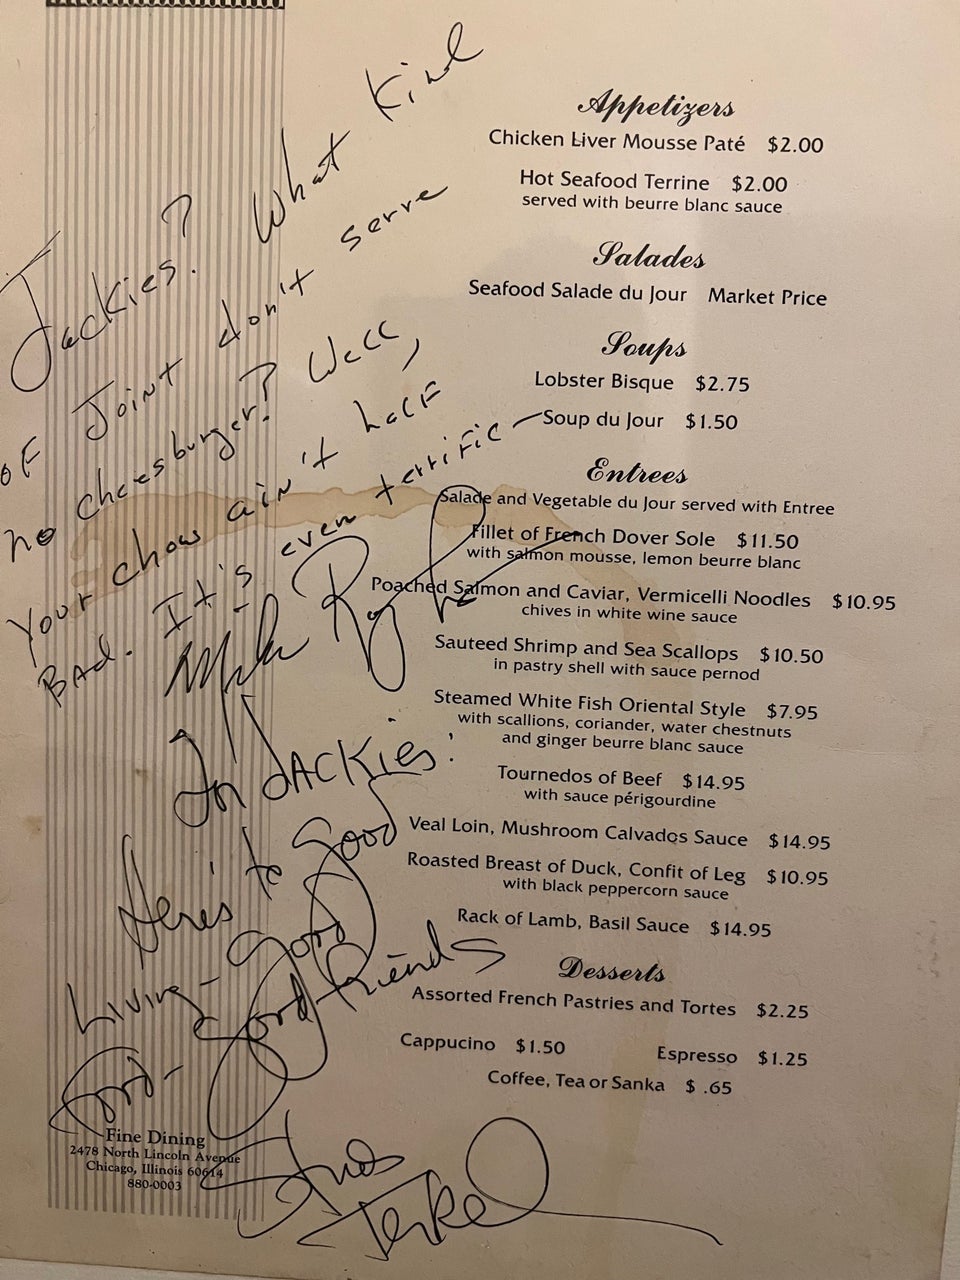 Jackies? What Kind
of Joint don't serve
no cheesburger? Well,
Your chow ain't half
BAd. It's even terrific
Mike Royko
To JACKIES!
Here's to Good
Living - Good
Food - Good friends
Studs
Terkel
Fine Dining
2478 North Lincoln Avenue
Chicago, Illinois 60614
880-0003
Appetizers
Chicken Liver Mousse Paté $2.00
Hot Seafood Terrine $2.00
served with beurre blanc sauce
Salades
Seafood Salade du Jour Market Price
Soups
Lobster Bisque $2.75
Soup du Jour $1.50
Entrees
Salade and Vegetable du Jour served with Entree
Fillet of French Dover Sole $11.50
with salmon mousse, lemon beurre blanc
Poached Salmon and Caviar, Vermicelli Noodles $10.95
chives in white wine sauce
Sauteed Shrimp and Sea Scallops $10.50
in pastry shell with sauce pernod
Steamed White Fish Oriental Style $7.95
with scallions, coriander, water chestnuts
and ginger beurre blanc sauce
Tournedos of Beef $14.95
with sauce périgourdine
Veal Loin, Mushroom Calvados Sauce $14.95
Roasted Breast of Duck, Confit of Leg $10.95
with black peppercorn sauce
Rack of Lamb, Basil Sauce $14.95
Desserts
Assorted French Pastries and Tortes $2.25
Cappucino $1.50 Espresso $1.25
Coffee, Tea or Sanka $ .65